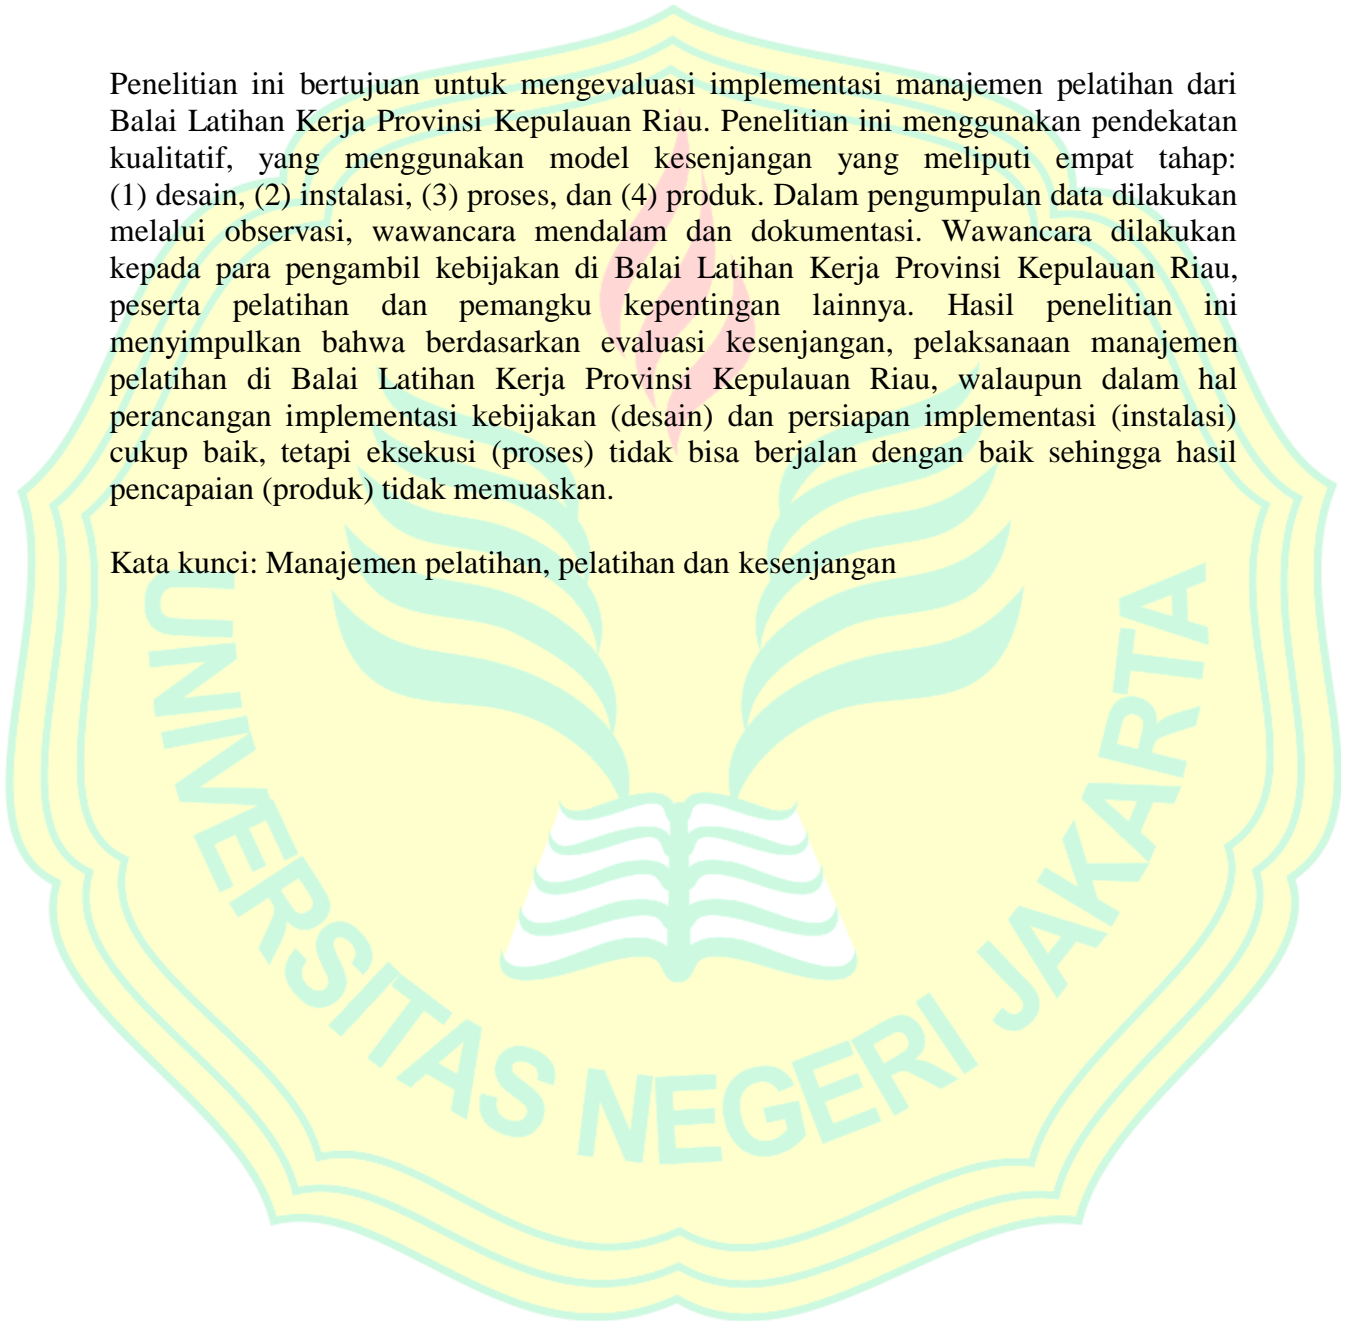 Penelitian ini bertujuan untuk mengevaluasi implementasi manajemen pelatihan dari
Balai Latihan Kerja Provinsi Kepulauan Riau. Penelitian ini menggunakan pendekatan
kualitatif, yang menggunakan model kesenjangan yang meliputi empat tahap:
(1) desain, (2) instalasi, (3) proses, dan (4) produk. Dalam pengumpulan data dilakukan
melalui observasi, wawancara mendalam dan dokumentasi. Wawancara dilakukan
kepada para pengambil kebijakan di Balai Latihan Kerja Provinsi Kepulauan Riau,
peserta pelatihan dan pemangku kepentingan lainnya. Hasil penelitian ini
menyimpulkan bahwa berdasarkan evaluasi kesenjangan, pelaksanaan manajemen
pelatihan di Balai Latihan Kerja Provinsi Kepulauan Riau, walaupun dalam hal
perancangan implementasi kebijakan (desain) dan persiapan implementasi (instalasi)
cukup baik, tetapi eksekusi (proses) tidak bisa berjalan dengan baik sehingga hasil
pencapaian (produk) tidak memuaskan.
Kata kunci: Manajemen pelatihan, pelatihan dan kesenjangan
UNIVERSITAS NEGERI JAKARTA